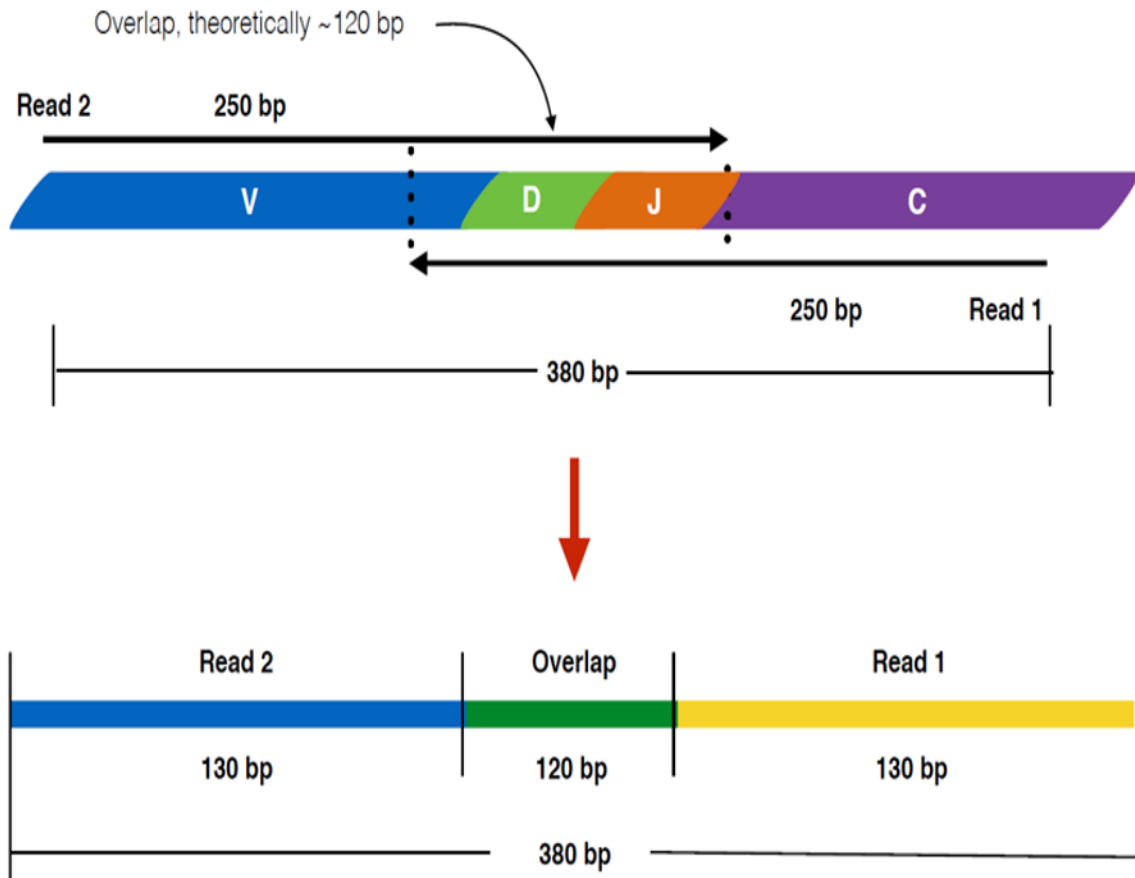 Overlap, theoretically ~120 bp
Read 2 250 bp
V D J C
250 bp Read 1
380 bp
Read 2 Overlap Read 1
130 bp 120 bp 130 bp
380 bp